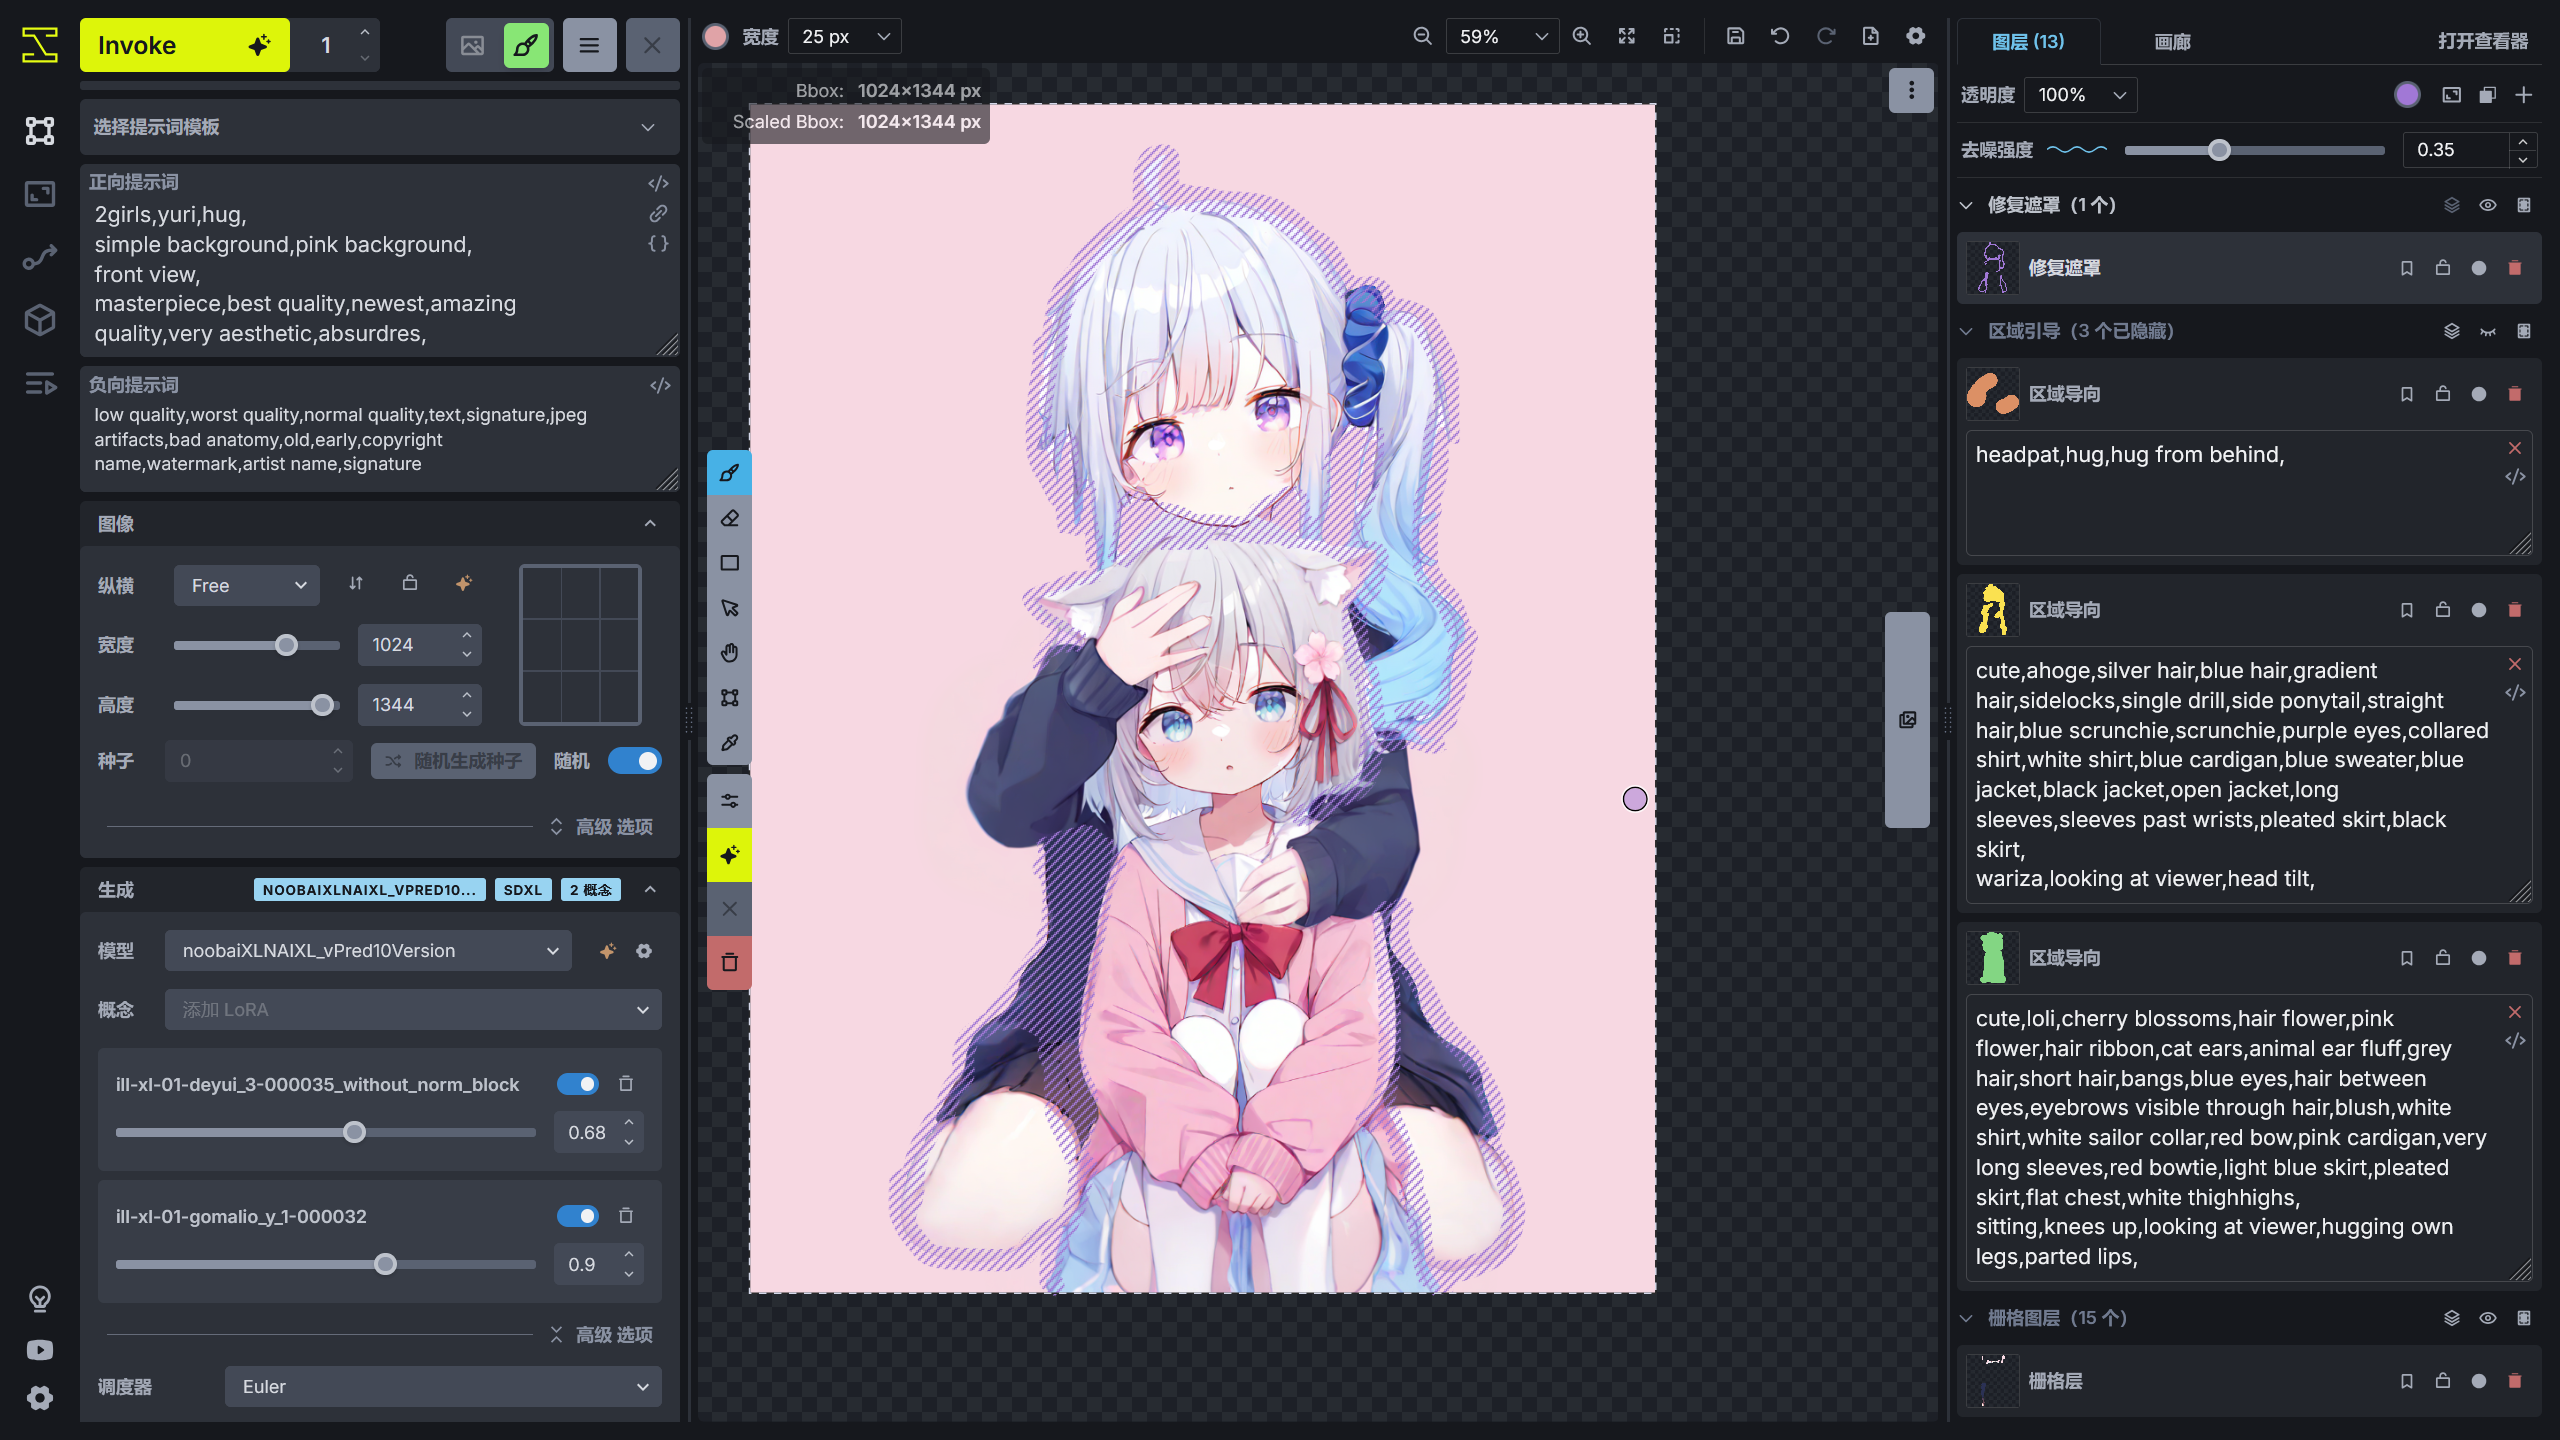 Invoke
1
选择提示词模板
正向提示词
2girls,yuri,hug,
simple background,pink background,
front view,
masterpiece,best quality,newest,amazing
quality,very aesthetic,absurdres,
负向提示词
low quality,worst quality,normal quality,text,signature,jpeg
artifacts,bad anatomy,old,early,copyright
name,watermark,artist name,signature
图像
纵横
Free
宽度
1024
高度
1344
种子
0
随机生成种子
随机
高级 选项
生成
NOOBAIXLNAIXL_VPRED10...
SDXL
2 概念
模型
noobaiXLNAIXL_vPred10Version
概念
添加 LoRA
ill-xl-01-deyui_3-000035_without_norm_block
0.68
ill-xl-01-gomalio_y_1-000032
0.9
高级 选项
调度器
Euler
宽度
25 px
59%
Bbox: 1024×1344 px
Scaled Bbox: 1024×1344 px
图层 (13)
画廊
打开查看器
透明度
100%
去噪强度
0.35
修复遮罩（1 个）
修复遮罩
区域引导（3 个已隐藏）
区域导向
headpat,hug,hug from behind,
区域导向
cute,ahoge,silver hair,blue hair,gradient
hair,sidelocks,single drill,side ponytail,straight
hair,blue scrunchie,scrunchie,purple eyes,collared
shirt,white shirt,blue cardigan,blue sweater,blue
jacket,black jacket,open jacket,long
sleeves,sleeves past wrists,pleated skirt,black
skirt,
wariza,looking at viewer,head tilt,
区域导向
cute,loli,cherry blossoms,hair flower,pink
flower,hair ribbon,cat ears,animal ear fluff,grey
hair,short hair,bangs,blue eyes,hair between
eyes,eyebrows visible through hair,blush,white
shirt,white sailor collar,red bow,pink cardigan,very
long sleeves,red bowtie,light blue skirt,pleated
skirt,flat chest,white thighhighs,
sitting,knees up,looking at viewer,hugging own
legs,parted lips,
栅格图层（15 个）
栅格层